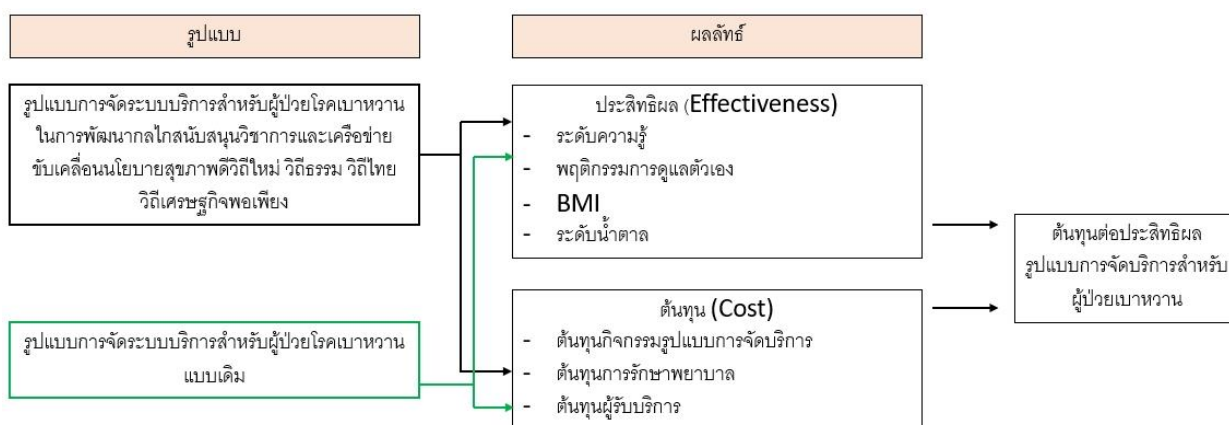 รูปแบบ
ผลลัทธ์
รูปแบบการจัดระบบบริการสำหรับผู้ป่วยโรคเบาหวาน
ในการพัฒนากลไกสนับสนุนวิชาการและเครือข่าย
ขับเคลื่อนนโยบายสุขภาพดีวิถีใหม่ วิถีธรรม วิถีไทย
วิถีเศรษฐกิจพอเพียง
รูปแบบการจัดระบบบริการสำหรับผู้ป่วยโรคเบาหวาน
แบบเดิม
ประสิทธิผล (Effectiveness)
- ระดับความรู้
- พฤติกรรมการดูแลตัวเอง
- BMI
- ระดับน้ำตาล
ต้นทุน (Cost)
- ต้นทุนกิจกรรมรูปแบบการจัดบริการ
- ต้นทุนการรักษาพยาบาล
- ต้นทุนผู้รับบริการ
ต้นทุนต่อประสิทธิผล
รูปแบบการจัดบริการสำหรับ
ผู้ป่วยเบาหวาน